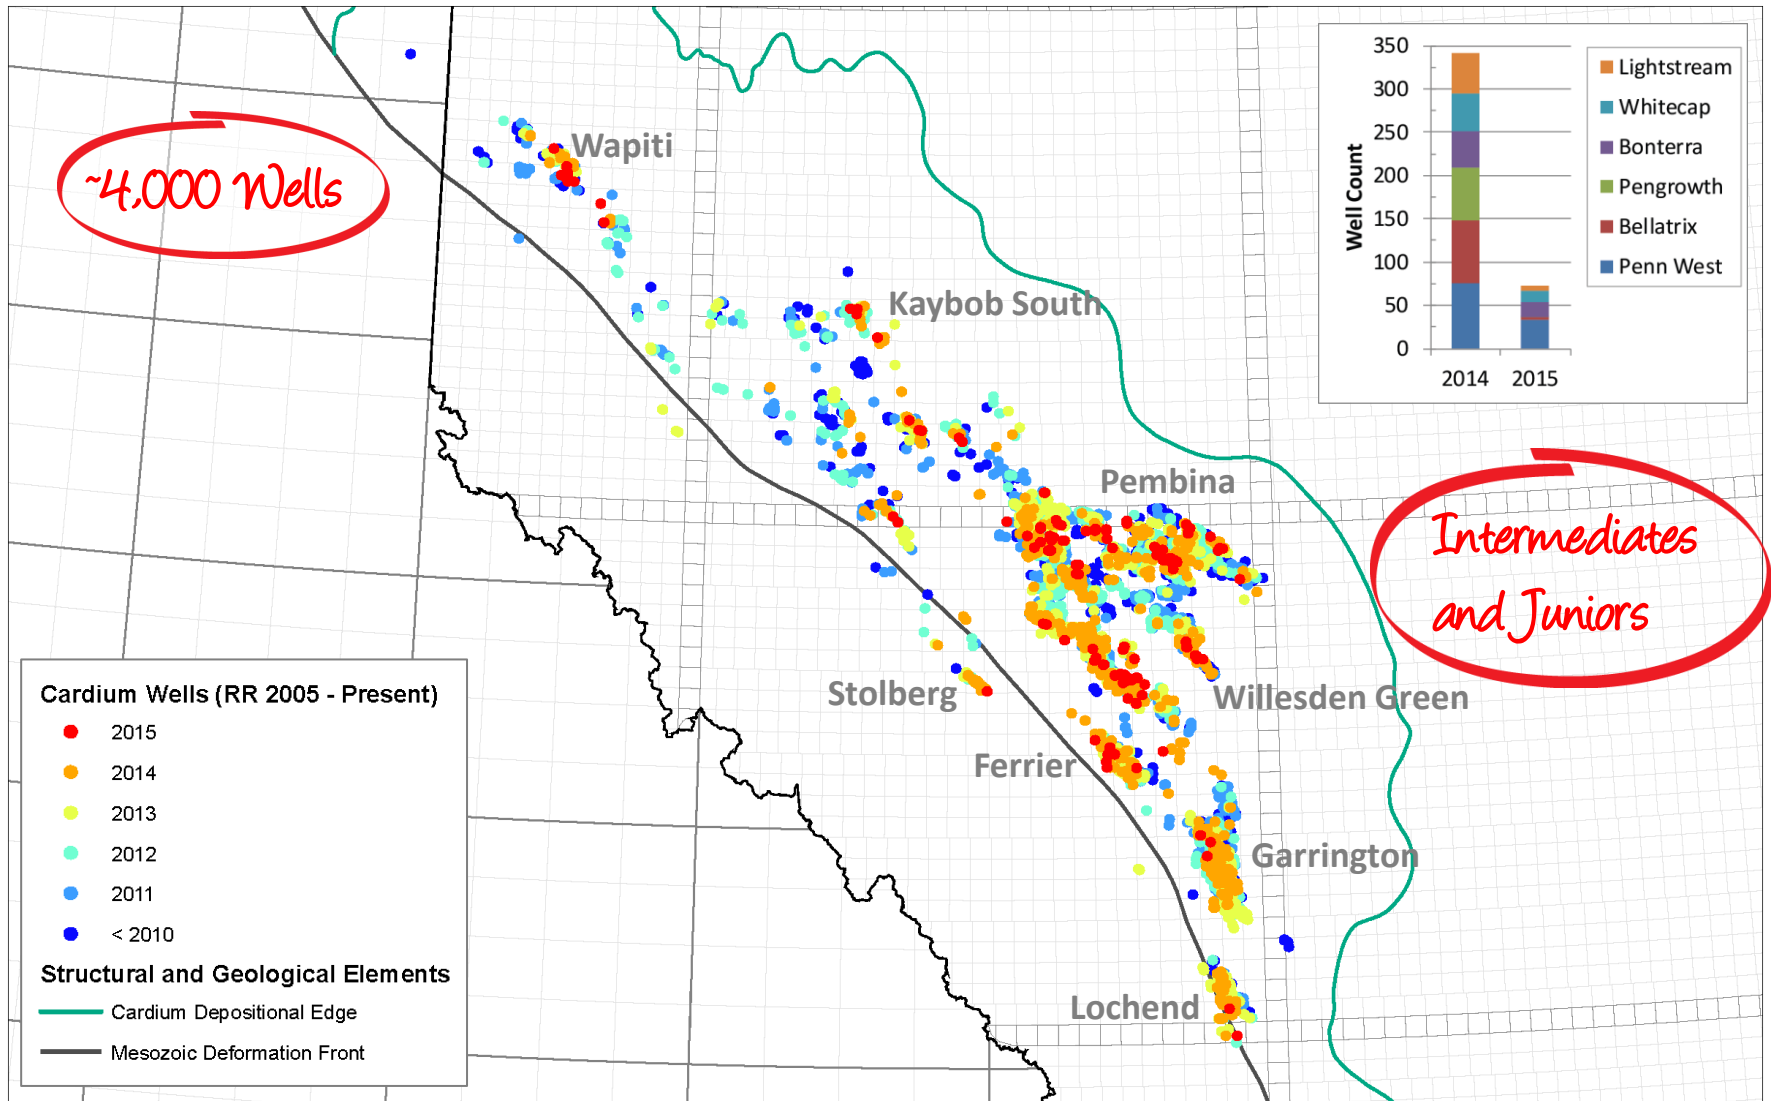 ~4,000 Wells
Wapiti
Kaybob South
Pembina
Stolberg
Willesden Green
Ferrier
Garrington
Lochend
Intermediates
and Juniors
Well Count
350
300
250
200
150
100
50
0
2014
2015
Lightstream
Whitecap
Bonterra
Pengrowth
Bellatrix
Penn West
Cardium Wells (RR 2005 - Present)
2015
2014
2013
2012
2011
< 2010
Structural and Geological Elements
Cardium Depositional Edge
Mesozoic Deformation Front